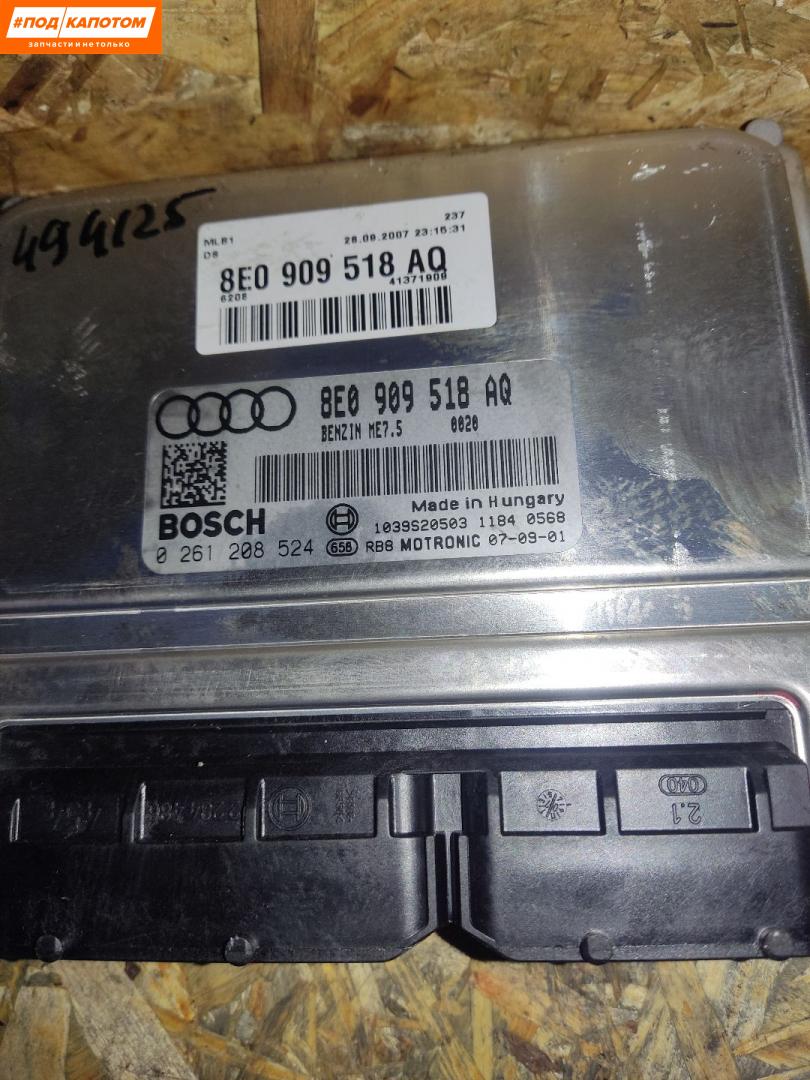 #ПОД КАПОТОМ
запчасти и не только
494125
237
MLB1 28.09.2007 23:15:31
D8
8E0 909 518 AQ
6208 41371909
8E0 909 518 AQ
BENZIN ME7.5 0020
Made in Hungary
BOSCH 1039S20503 1184 0568
0 261 208 524 656 RB8 MOTRONIC 07-09-01
040
2.1